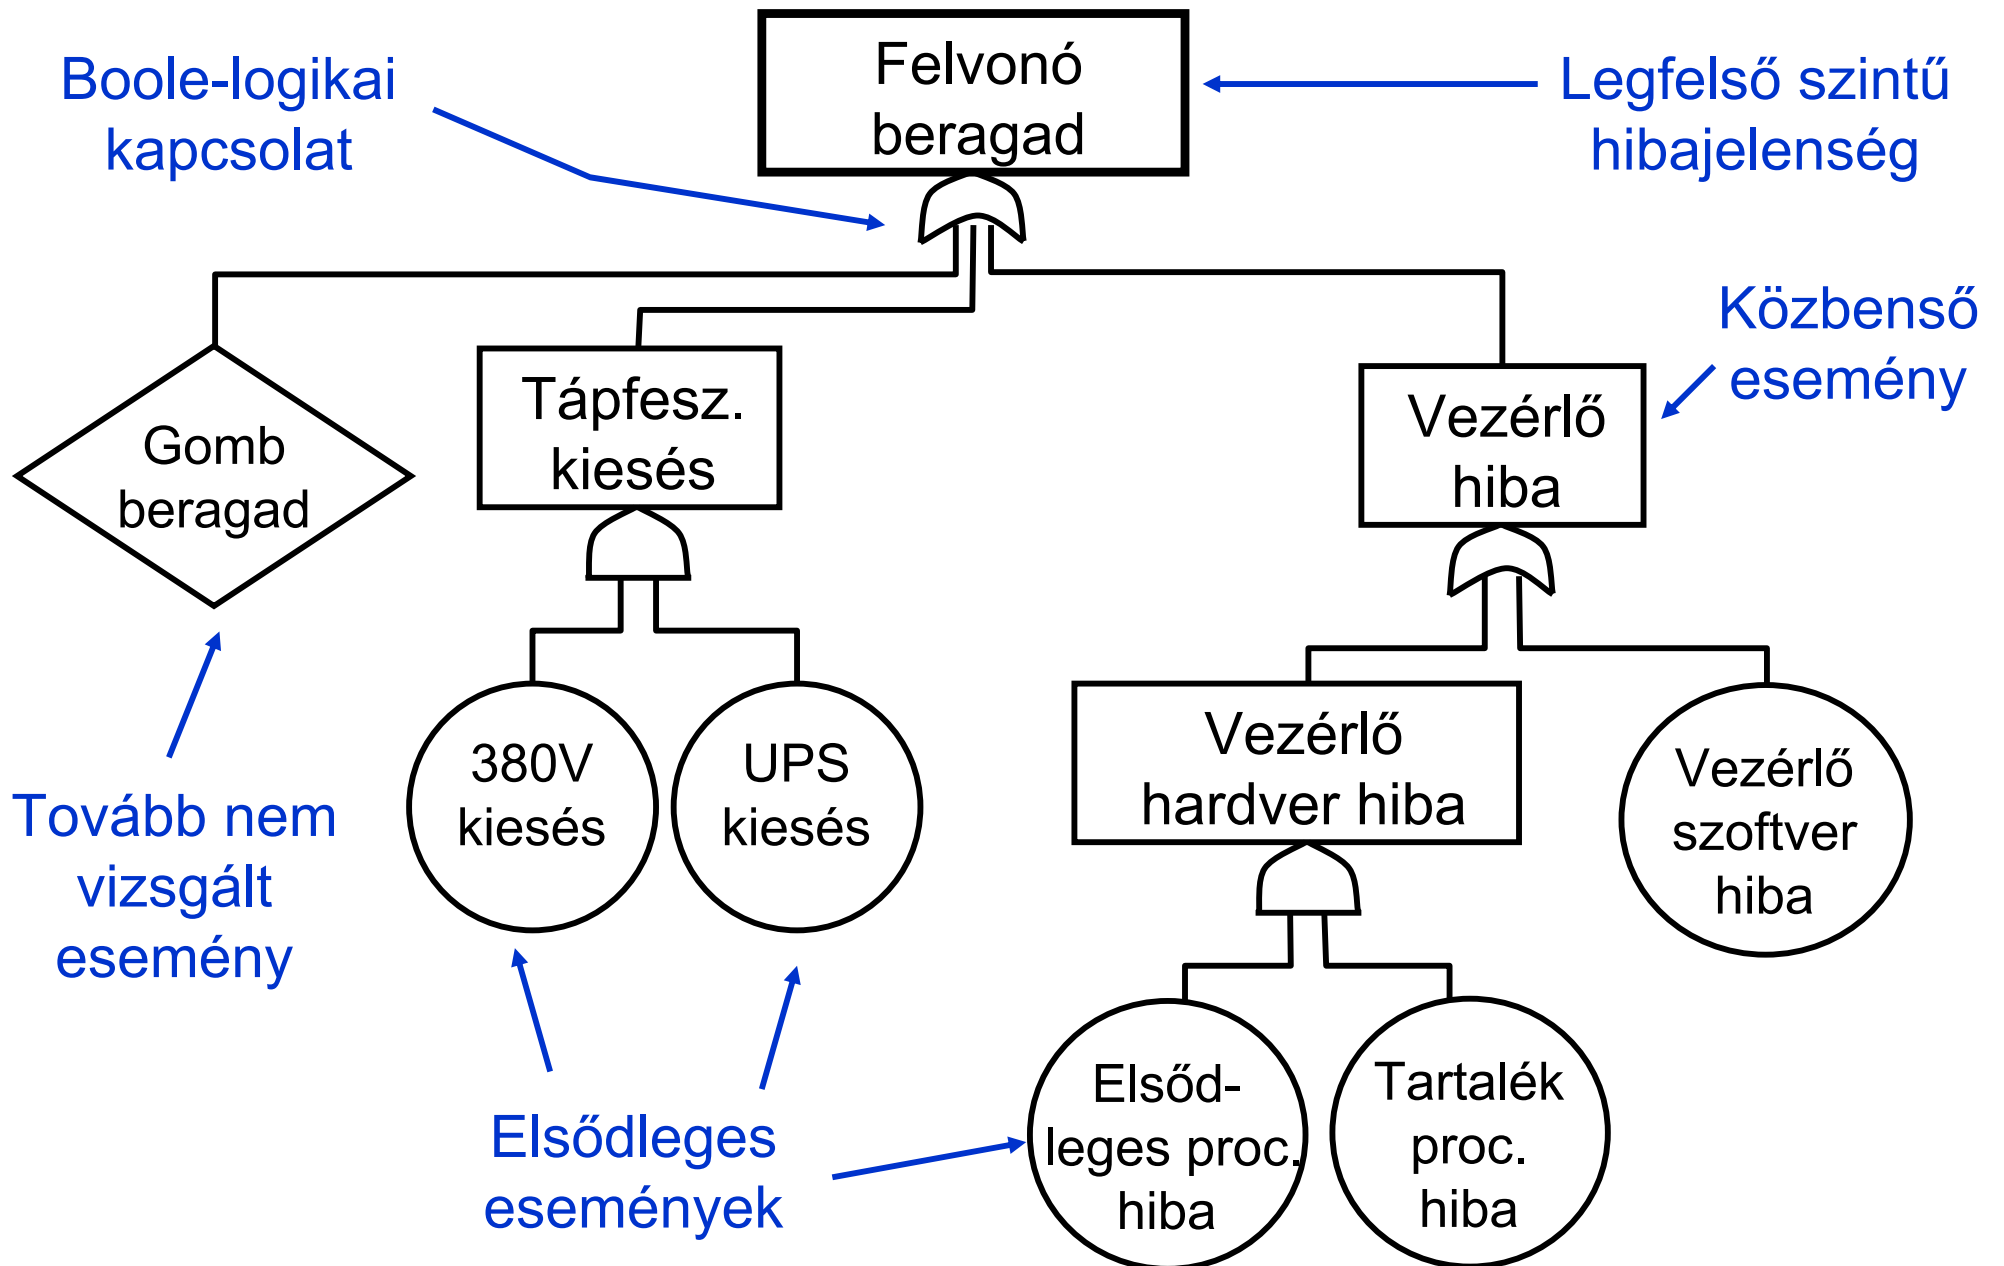 Boole-logikai
kapcsolat
Felvonó
beragad
Legfelső szintű
hibajelenség
Közbenső
esemény
Gomb
beragad
Tápfesz.
kiesés
Vezérlő
hiba
380V
kiesés
UPS
kiesés
Vezérlő
hardver hiba
Vezérlő
szoftver
hiba
Tovább nem
vizsgált
esemény
Elsődleges
események
Elsőd-
leges proc.
hiba
Tartalék
proc.
hiba